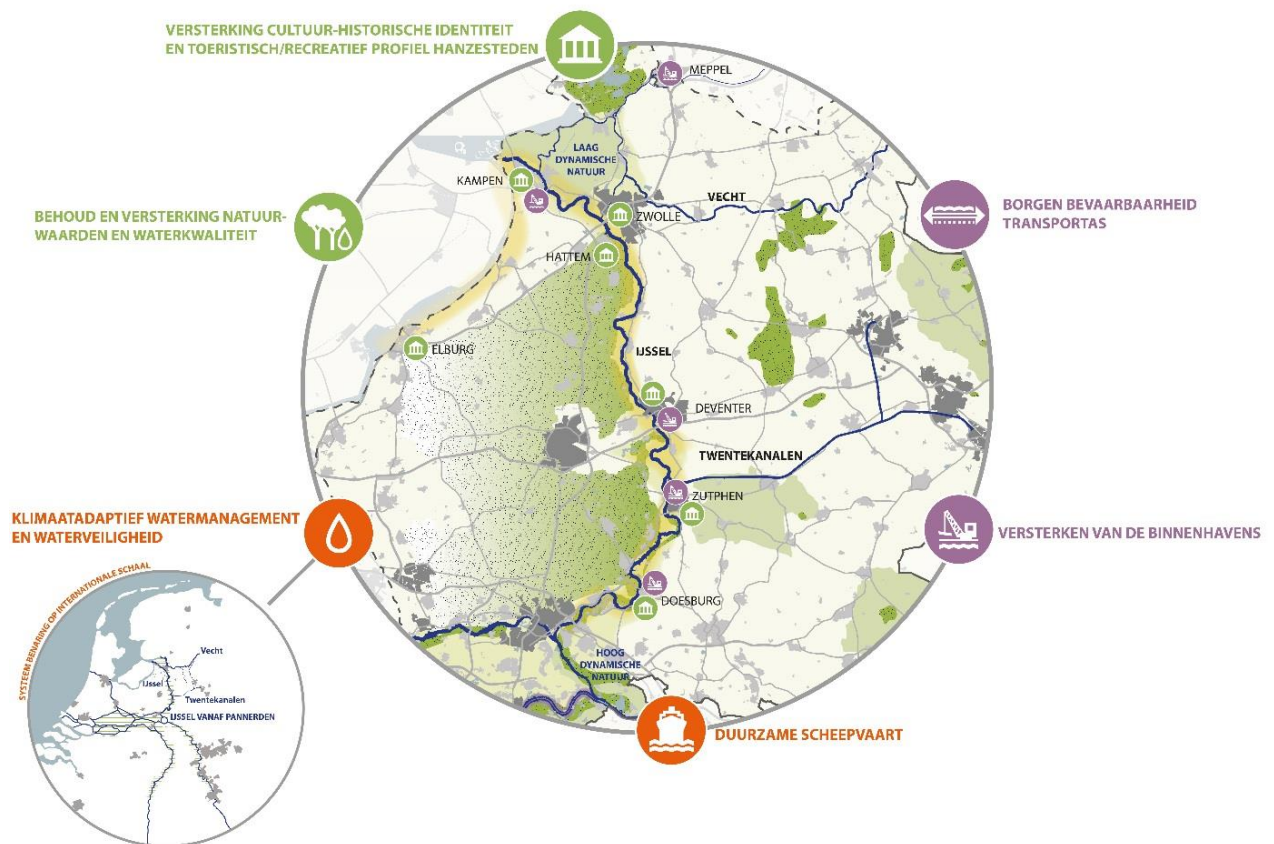 VERSTERKING CULTUUR-HISTORISCHE IDENTITEIT
EN TOERISTISCH/RECREATIEF PROFIEL HANZESTEDEN
MEPPEL
LAAG
DYNAMISCHE
NATUUR
KAMPEN
VECHT
ZWOLLE
BEHOUD EN VERSTERKING NATUUR-
WAARDEN EN WATERKWALITEIT
BORGEN BEVAARBAARHEID
TRANSPORTAS
HATTEM
ELBURG
IJSSEL
DEVENTER
TWENTEKANALEN
ZUTPHEN
KLIMAATADAPTIEF WATERMANAGEMENT
EN WATERVEILIGHEID
VERSTERKEN VAN DE BINNENHAVENS
DOESBURG
HOOG
DYNAMISCHE
NATUUR
DUURZAME SCHEEPVAART
SYSTEEM BENARING OP INTERNATIONALE SCHAAL
Vecht
IJssel
Twentekanalen
IJSSEL VANAF PANNERDEN